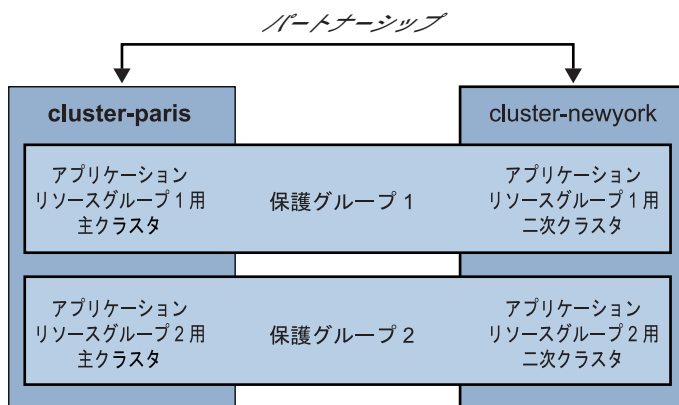 パートナーシップ
cluster-paris
cluster-newyork
アプリケーション
リソースグループ 1 用
主クラスタ
保護グループ 1
アプリケーション
リソースグループ 1 用
二次クラスタ
アプリケーション
リソースグループ 2 用
主クラスタ
保護グループ 2
アプリケーション
リソースグループ 2 用
二次クラスタ